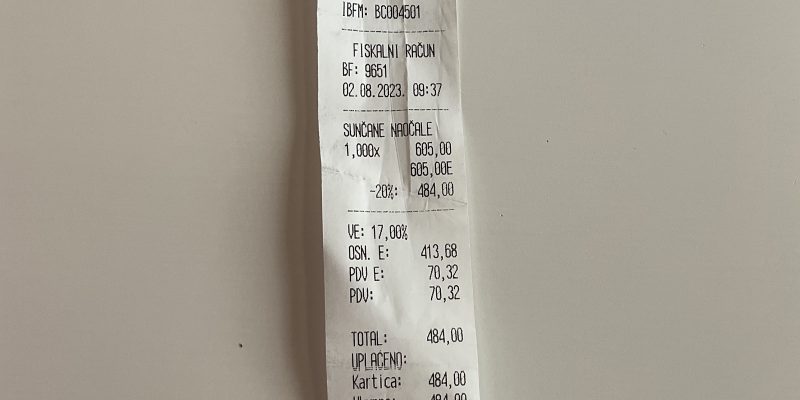 IBFM: BC004501
FISKALNI RAČUN
BF: 9651
02.08.2023. 09:37
SUNČANE NAOČALE
1,000x 605,00
605,00E
-20%: 484,00
VE: 17,00%
OSN. E: 413,68
PDV E: 70,32
PDV: 70,32
TOTAL: 484,00
UPLAĆENO:
Kartica: 484,00